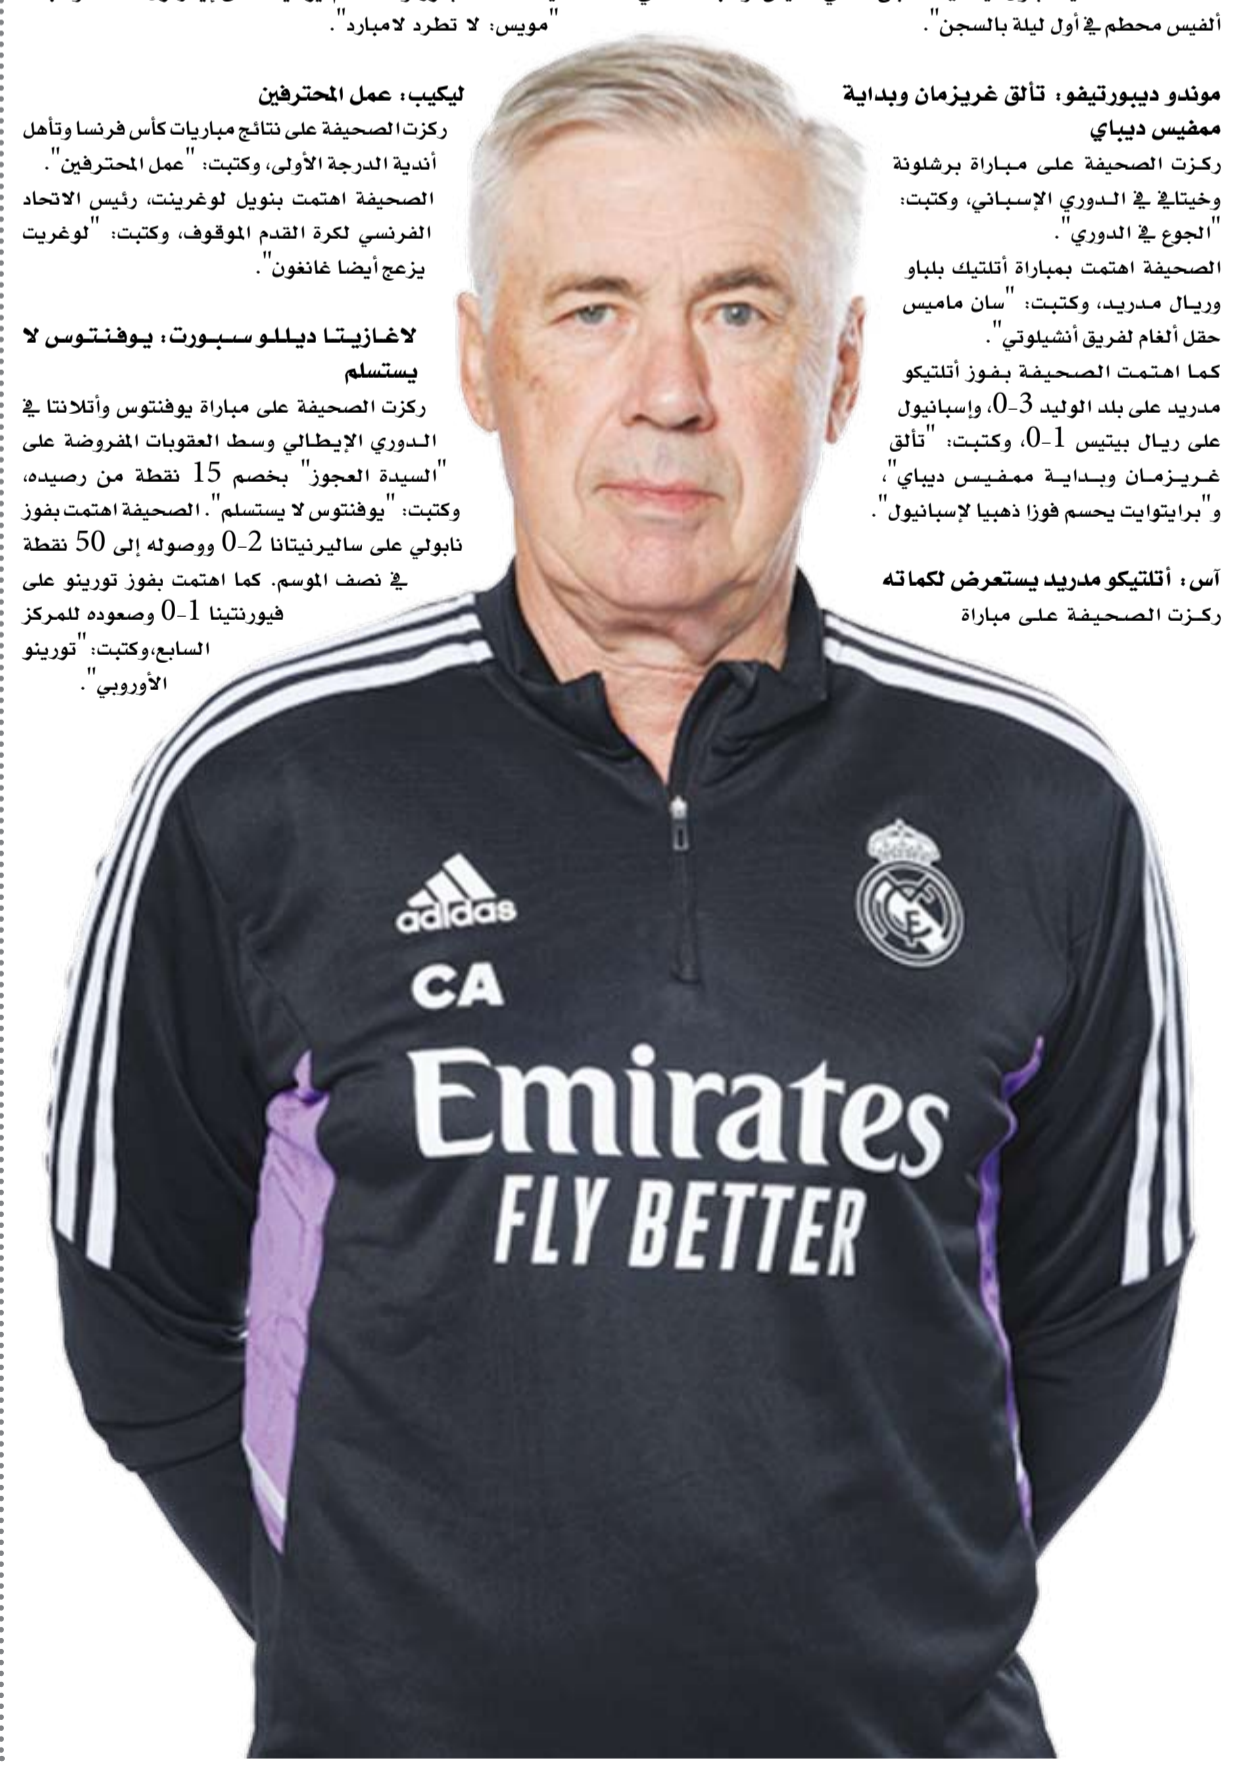 ألفيس محطم في أول ليلة بالسجن".
موندو ديبورتيفو: تألق غريزمان وبداية
ممفيس ديباي
ركزت الصحيفة على مباراة برشلونة
وخيتافي في الدوري الإسباني، وكتبت:
"الجوع في الدوري".
الصحيفة اهتمت بمباراة أتلتيك بلباو
وريال مدريد، وكتبت: "سان ماميس
حقل ألغام لفريق أنشيلوتي".
كما اهتمت الصحيفة بفوز أتلتيكو
مدريد على بلد الوليد 3-0، وإسبانيول
على ريال بيتيس 1-0، وكتبت: "تألق
غريزمان وبداية ممفيس ديباي"،
و"برايتوايت يحسم فوزا ذهبيا لإسبانيول".
آس: أتلتيكو مدريد يستعرض لكماته
ركزت الصحيفة على مباراة
"مويس: لا تطرد لامبارد".
ليكيب: عمل المحترفين
ركزت الصحيفة على نتائج مباريات كأس فرنسا وتأهل
أندية الدرجة الأولى، وكتبت: "عمل المحترفين".
الصحيفة اهتمت بنويل لوغرينت، رئيس الاتحاد
الفرنسي لكرة القدم الموقوف، وكتبت: "لوغريت
يزعج أيضا غانغون".
لاغازيتا ديللو سبورت: يوفنتوس لا
يستسلم
ركزت الصحيفة على مباراة يوفنتوس وأتلانتا في
الدوري الإيطالي وسط العقوبات المفروضة على
"السيدة العجوز" بخصم 15 نقطة من رصيده،
وكتبت: "يوفنتوس لا يستسلم". الصحيفة اهتمت بفوز
نابولي على ساليرنيتانا 2-0 ووصوله إلى 50 نقطة
في نصف الموسم. كما اهتمت بفوز تورينو على
فيورنتينا 1-0 وصعوده للمركز
السابع،وكتبت: "تورينو
الأوروبي".
adidas
CA
Emirates
FLY BETTER